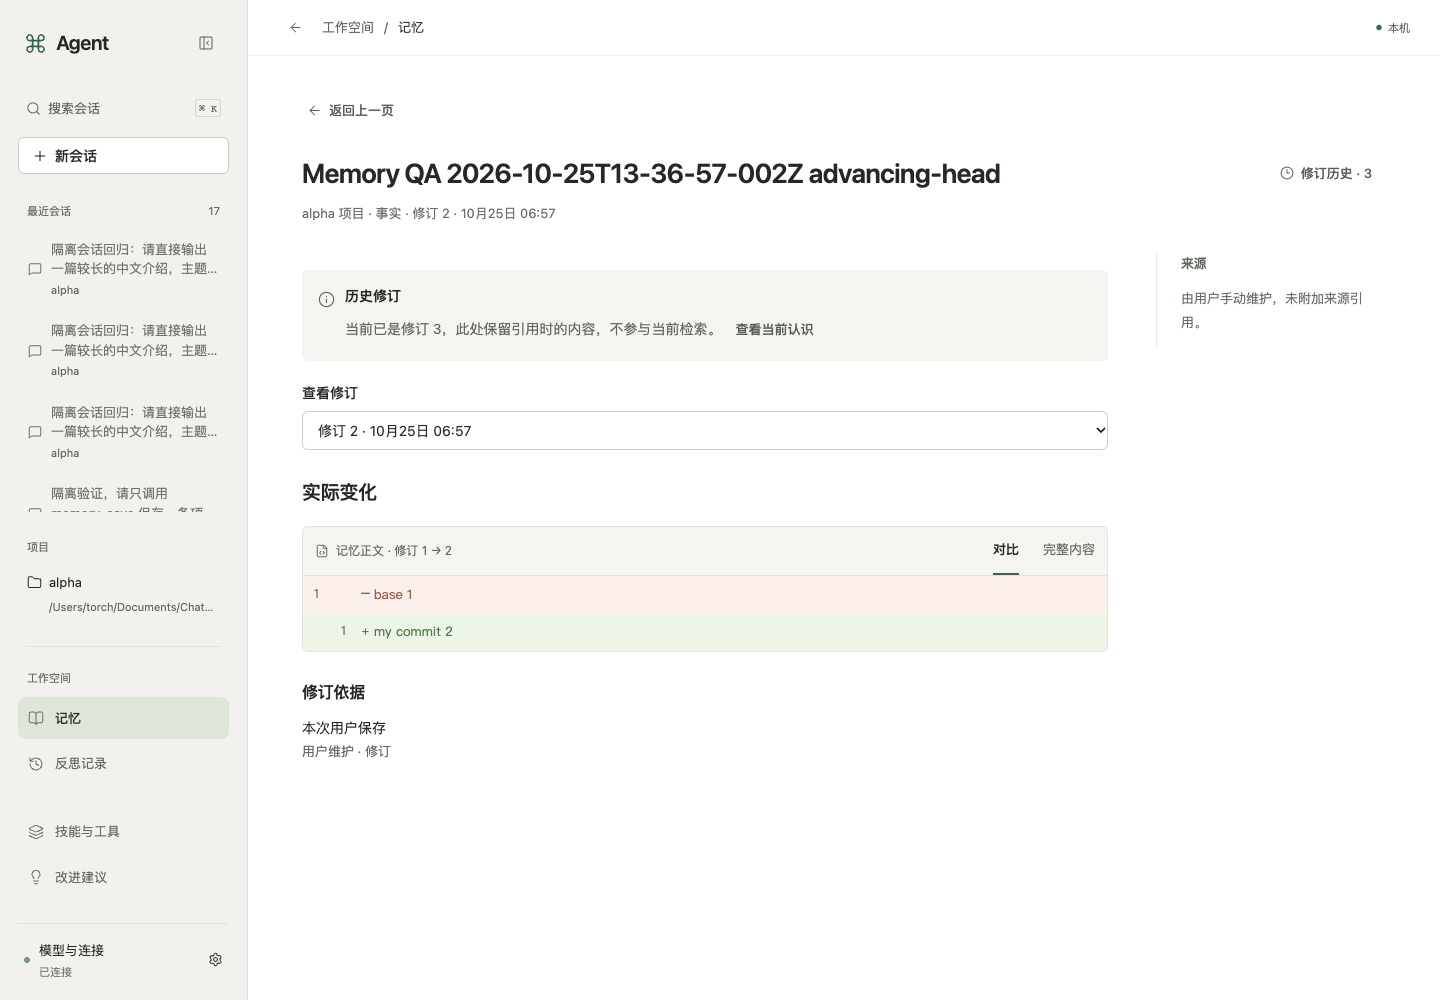 Agent
搜索会话
⌘ K
新会话
最近会话 17
隔离会话回归：请直接输出
一篇较长的中文介绍，主题...
alpha
隔离会话回归：请直接输出
一篇较长的中文介绍，主题...
alpha
隔离会话回归：请直接输出
一篇较长的中文介绍，主题...
alpha
隔离验证，请只调用
项目
alpha
/Users/torch/Documents/Chat...
工作空间
记忆
反思记录
技能与工具
改进建议
模型与连接
已连接
工作空间 / 记忆
本机
返回上一页
Memory QA 2026-10-25T13-36-57-002Z advancing-head
修订历史 · 3
alpha 项目 · 事实 · 修订 2 · 10月25日 06:57
历史修订
当前已是修订 3，此处保留引用时的内容，不参与当前检索。 查看当前认识
查看修订
修订 2 · 10月25日 06:57
实际变化
记忆正文 · 修订 1 → 2
对比 完整内容
1 − base 1
1 + my commit 2
修订依据
本次用户保存
用户维护 · 修订
来源
由用户手动维护，未附加来源引
用。